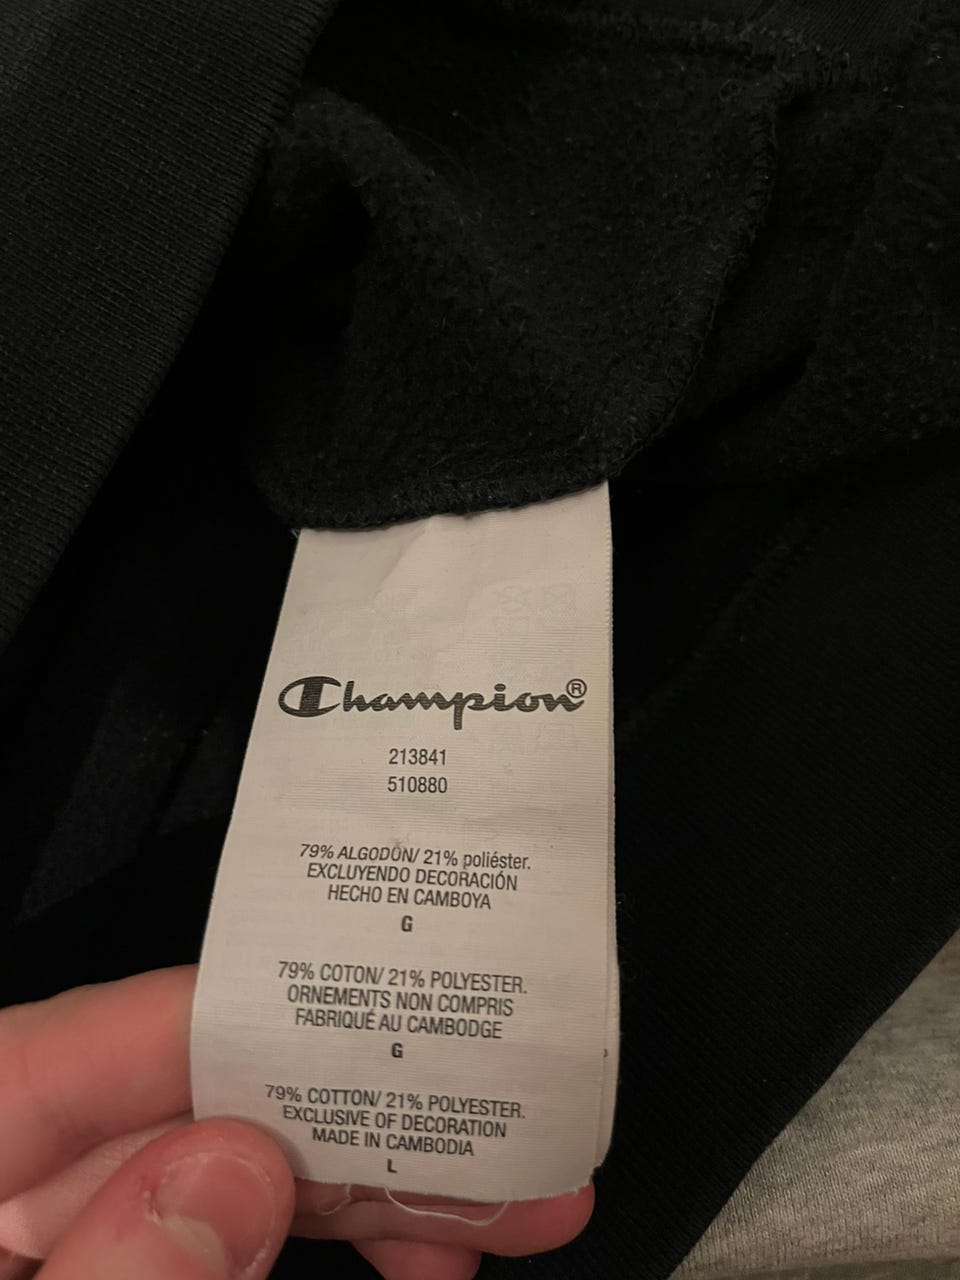 Champion®
213841
510880
79% ALGODÓN/ 21% poliéster.
EXCLUYENDO DECORACIÓN
HECHO EN CAMBOYA
G
79% COTON/ 21% POLYESTER.
ORNEMENTS NON COMPRIS
FABRIQUÉ AU CAMBODGE
G
79% COTTON/ 21% POLYESTER.
EXCLUSIVE OF DECORATION
MADE IN CAMBODIA
L